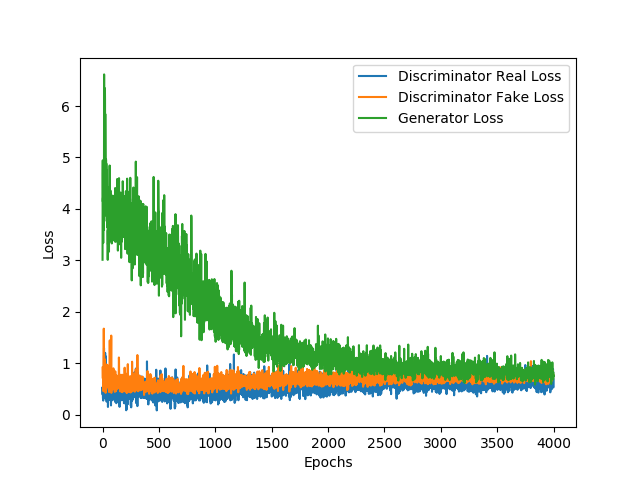 Discriminator Real Loss
Discriminator Fake Loss
Generator Loss
6
5
4
3
2
1
0
Loss
0 500 1000 1500 2000 2500 3000 3500 4000
Epochs